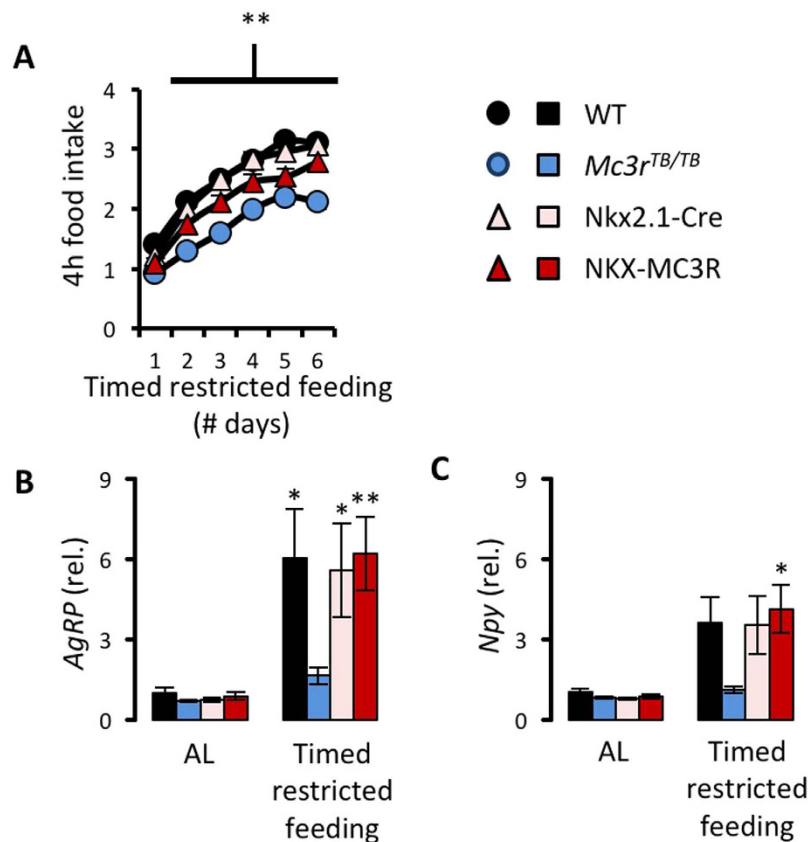 **
A
4
3
2
1
0
4h food intake
1 2 3 4 5 6
Timed restricted feeding
(# days)
WT
Mc3rTB/TB
Nkx2.1-Cre
NKX-MC3R
B
9
6
3
0
AgRP (rel.)
* * **
AL
Timed
restricted
feeding
C
9
6
3
0
Npy (rel.)
*
AL
Timed
restricted
feeding